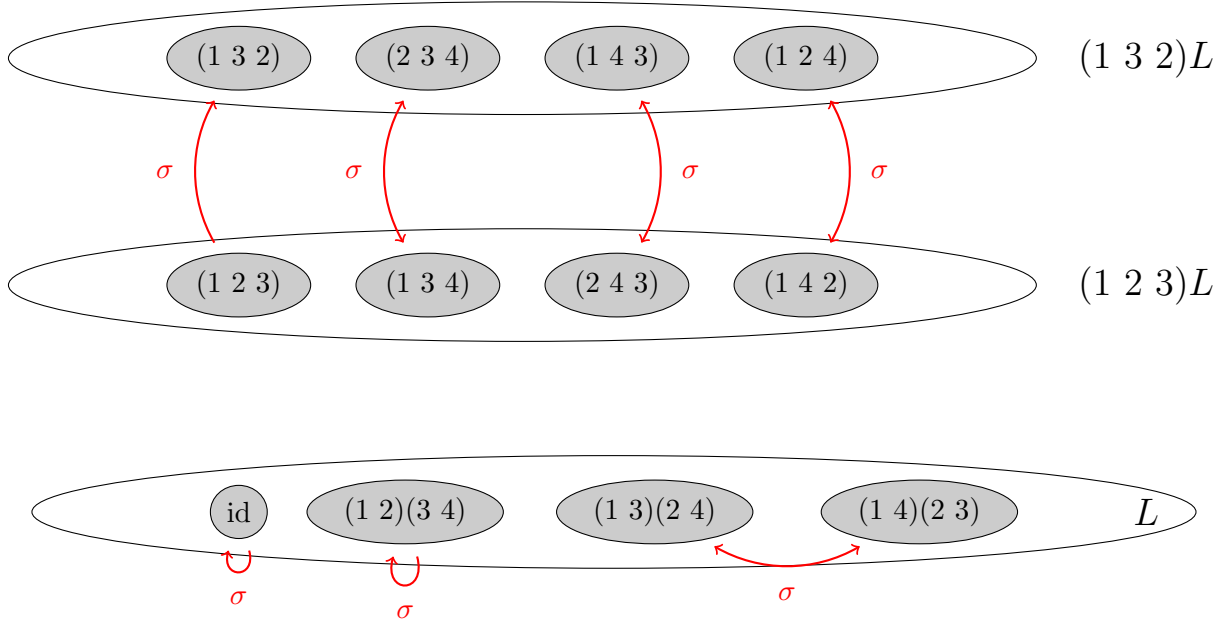 (1 3 2) (2 3 4) (1 4 3) (1 2 4) (1 3 2)L
σ σ σ σ
(1 2 3) (1 3 4) (2 4 3) (1 4 2) (1 2 3)L
id (1 2)(3 4) (1 3)(2 4) (1 4)(2 3) L
σ σ σ